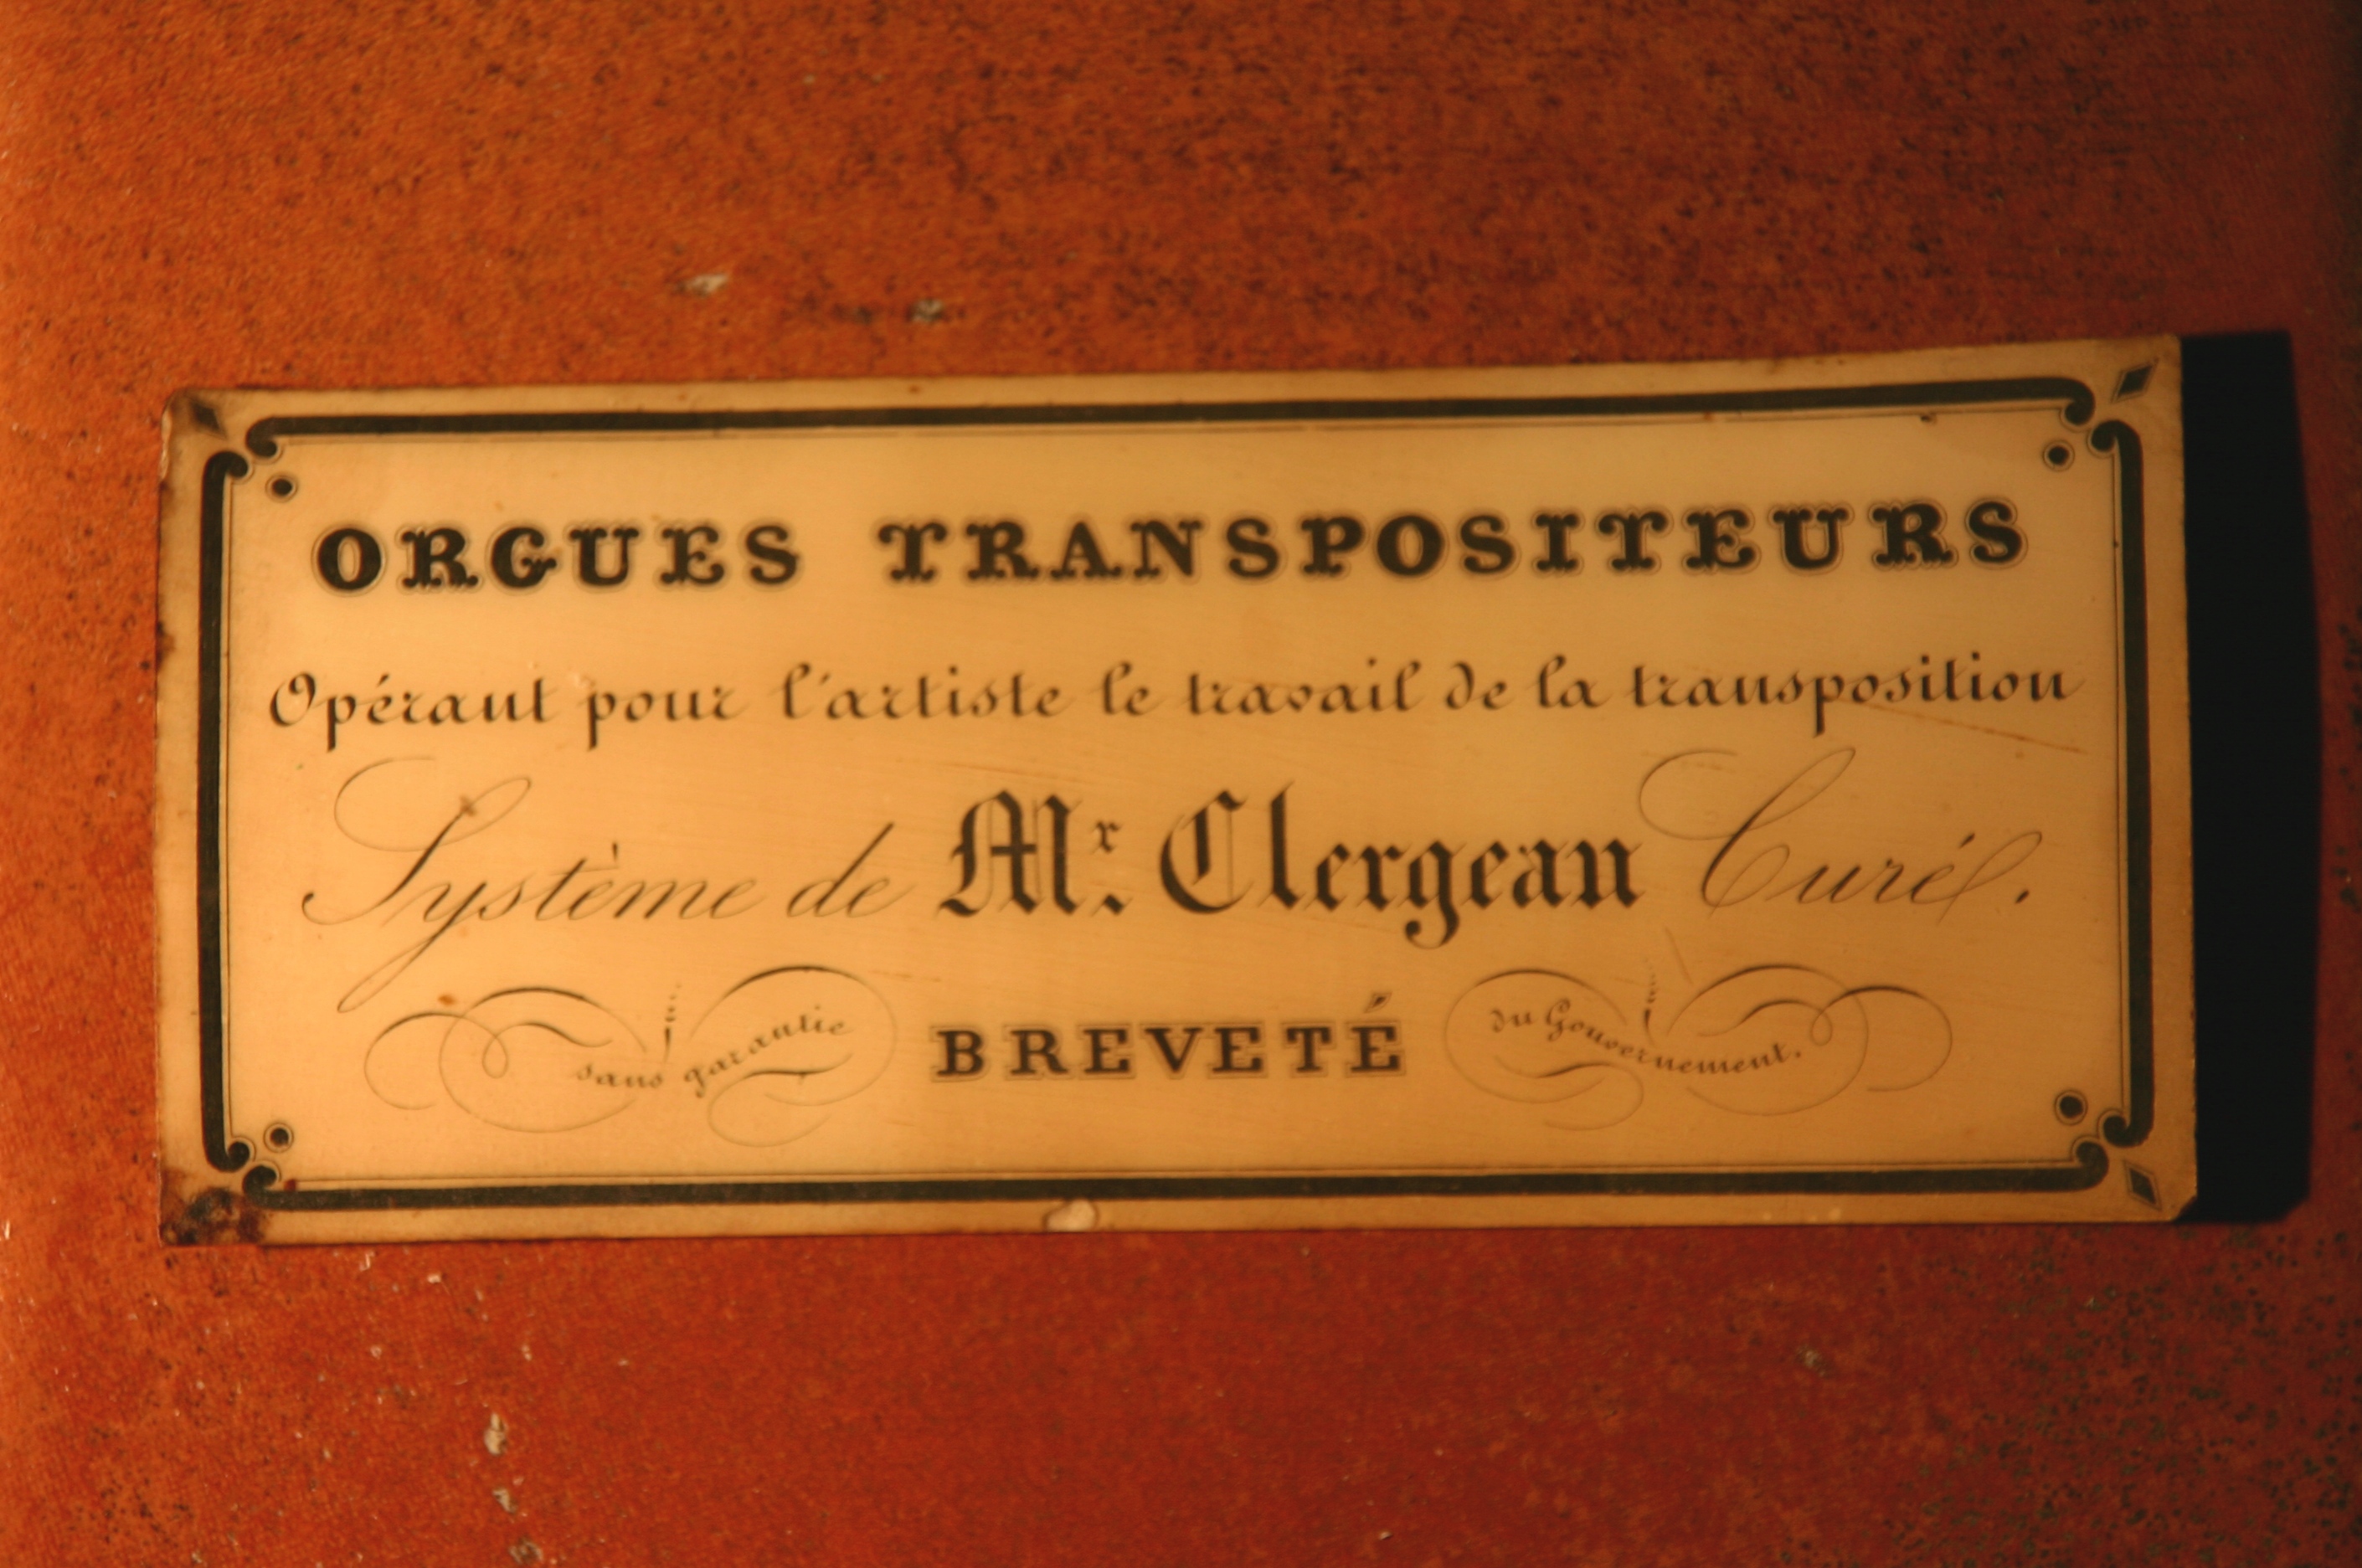 ORGUES TRANSPOSITEURS
Opérant pour l'artiste le travail de la transposition
Système de Mr. Clergeau Curé.
sans garantie BREVETÉ du Gouvernement.